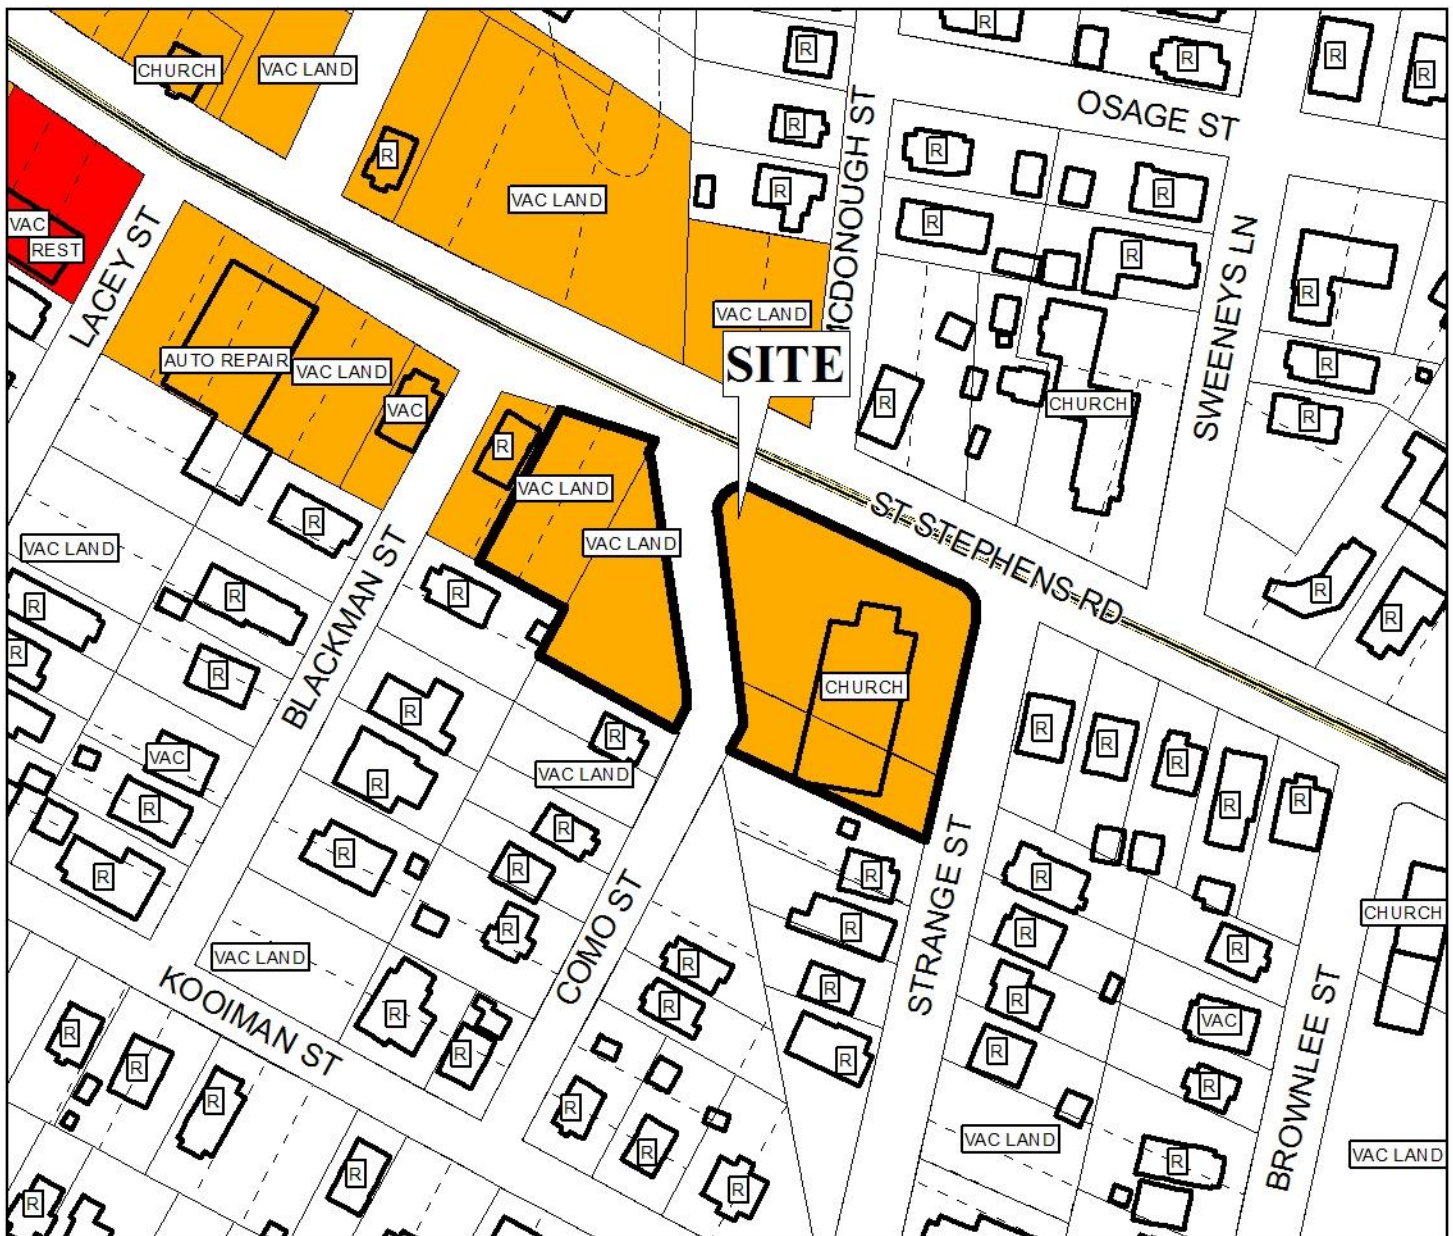 R
R
R
R
R
CHURCH
VAC LAND
OSAGE ST
MCDONOUGH ST
R
R
R
R
R
VAC LAND
R
R
VAC
REST
LACEY ST
SWEENEYS LN
R
R
VAC LAND
SITE
AUTO REPAIR
VAC LAND
R
VAC
R
CHURCH
R
R
VAC LAND
ST STEPHENS RD
VAC LAND
R
VAC LAND
BLACKMAN ST
R
R
R
R
R
R
R
CHURCH
R
R
R
VAC LAND
R
R
R
VAC
R
R
R
R
R
R
R
R
R
R
STRANGE ST
CHURCH
R
R
R
R
COMO ST
VAC LAND
KOOIMAN ST
R
R
R
R
R
VAC
BROWNLEE ST
R
R
R
R
R
R
R
R
VAC LAND
R
VAC LAND
R
R
R
R